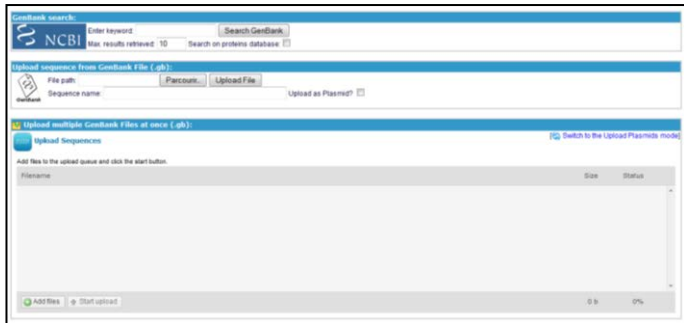 GenBank search:
NCBI
Enter keyword: Search GenBank
Max. results retrieved: 10 Search on proteins database:
Upload sequence from GenBank File (.gb):
File path: Parcourir... Upload File
GenBank
Sequence name: Upload as Plasmid?
Upload multiple GenBank Files at once (.gb):
Upload Sequences
[Switch to the Upload Plasmids mode]
Add files to the upload queue and click the start button.
Filename Size Status
Add files Start upload 0 b 0%